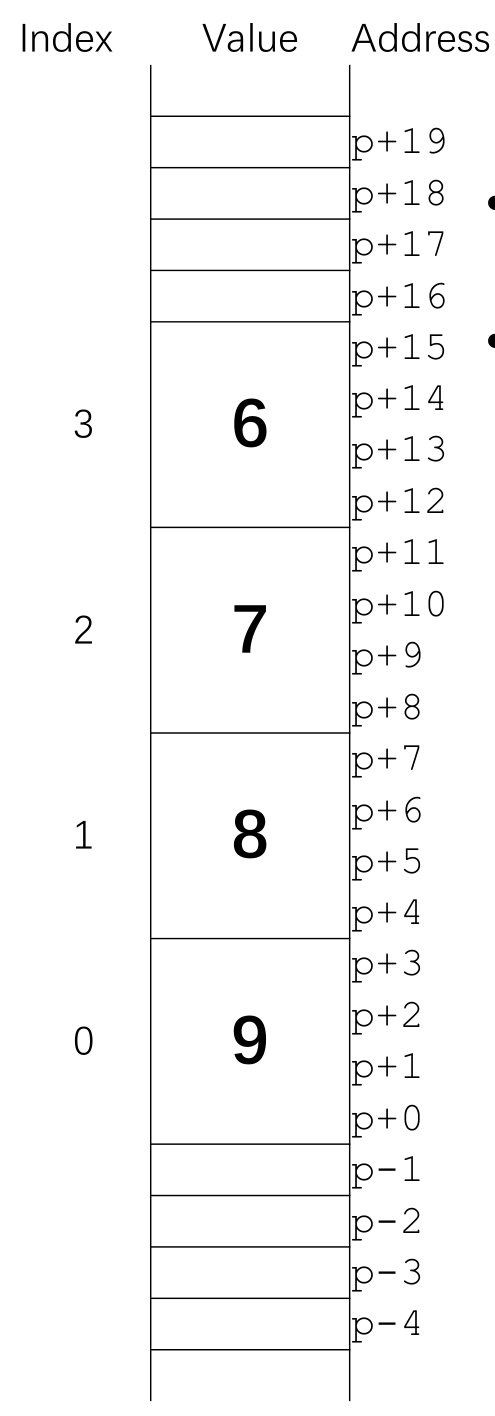 Index Value Address
p+19
p+18
p+17
p+16
p+15
p+14
3 6
p+13
p+12
p+11
p+10
2 7
p+9
p+8
p+7
p+6
1 8
p+5
p+4
p+3
p+2
0 9
p+1
p+0
p-1
p-2
p-3
p-4